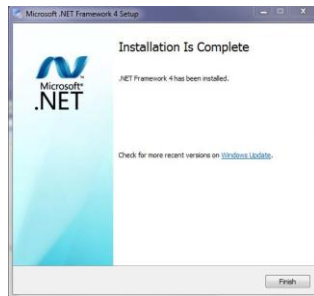 Microsoft .NET Framework 4 Setup
Installation Is Complete
.NET Framework 4 has been installed.
Microsoft®
.NET
Check for more recent versions on Windows Update.
Finish